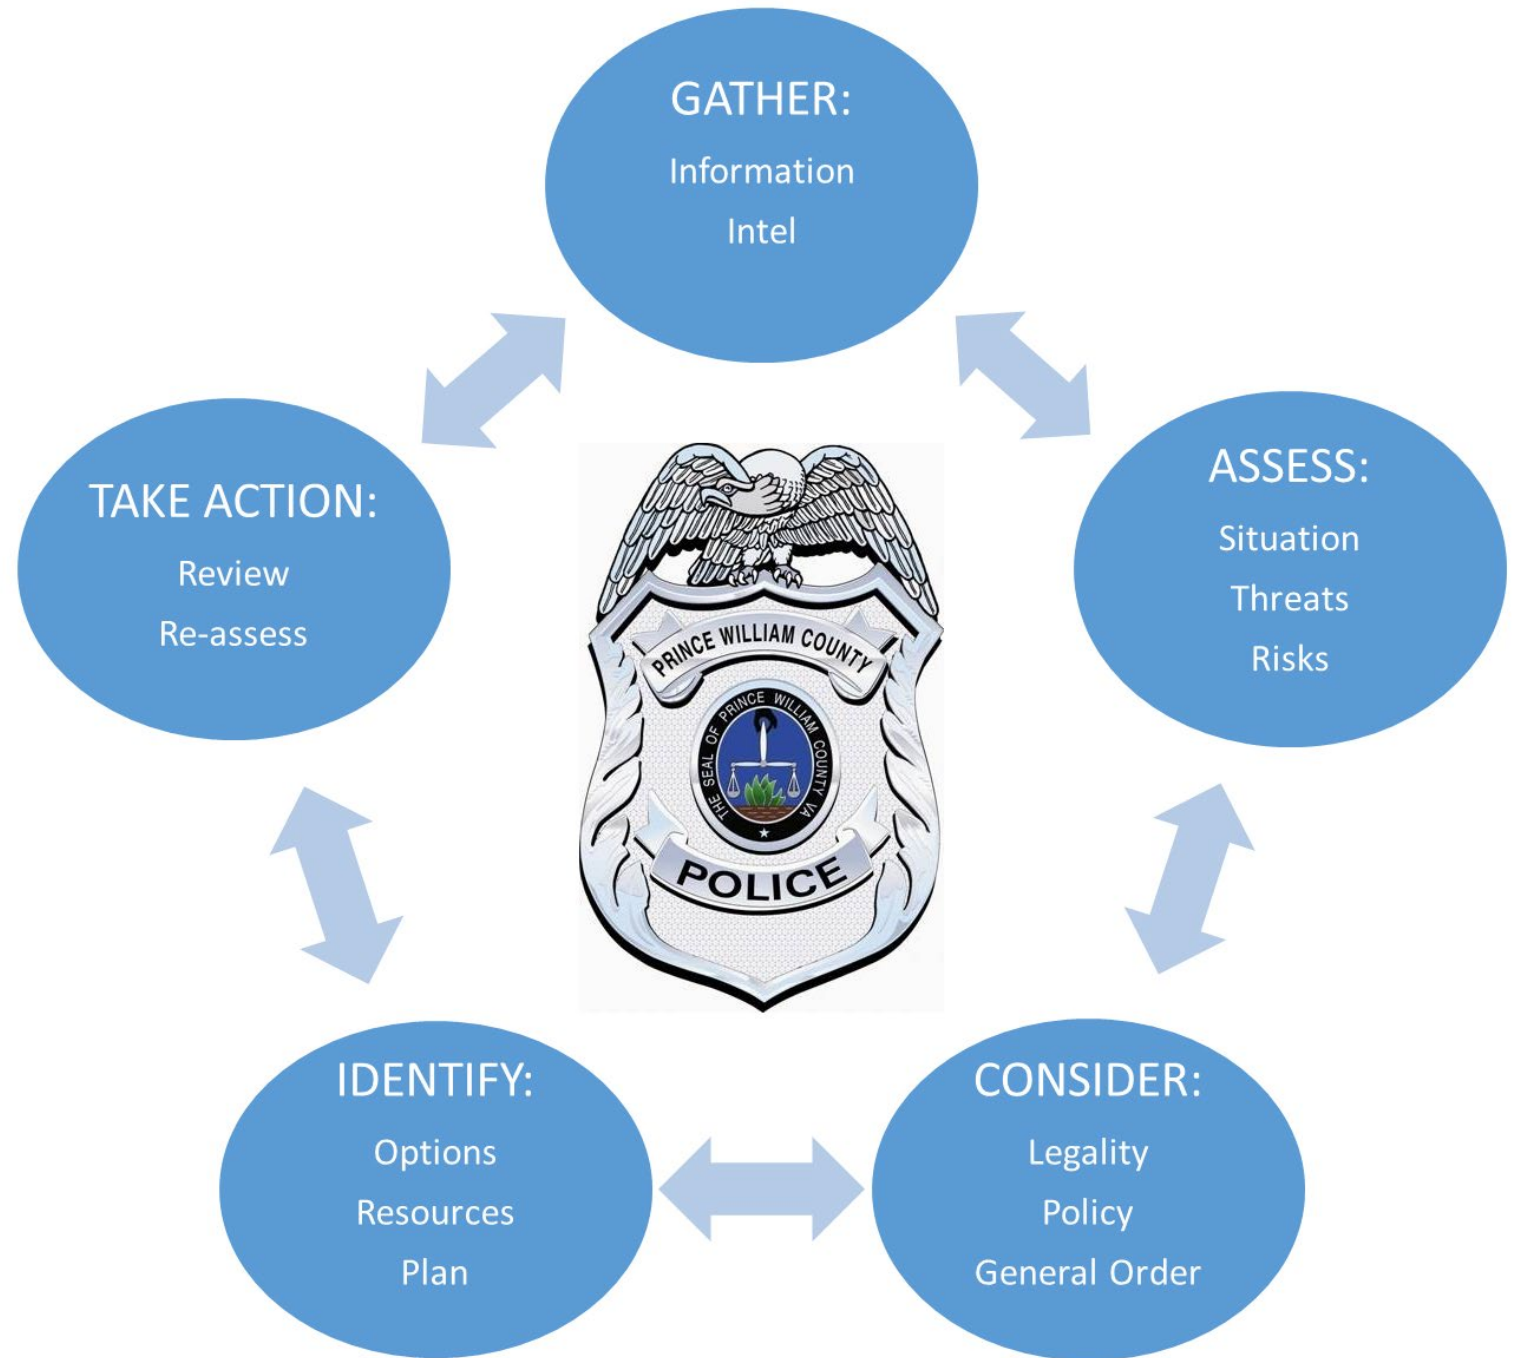 GATHER:
Information
Intel
ASSESS:
Situation
Threats
Risks
CONSIDER:
Legality
Policy
General Order
IDENTIFY:
Options
Resources
Plan
TAKE ACTION:
Review
Re-assess
PRINCE WILLIAM COUNTY
THE SEAL OF PRINCE WILLIAM COUNTY VA
POLICE